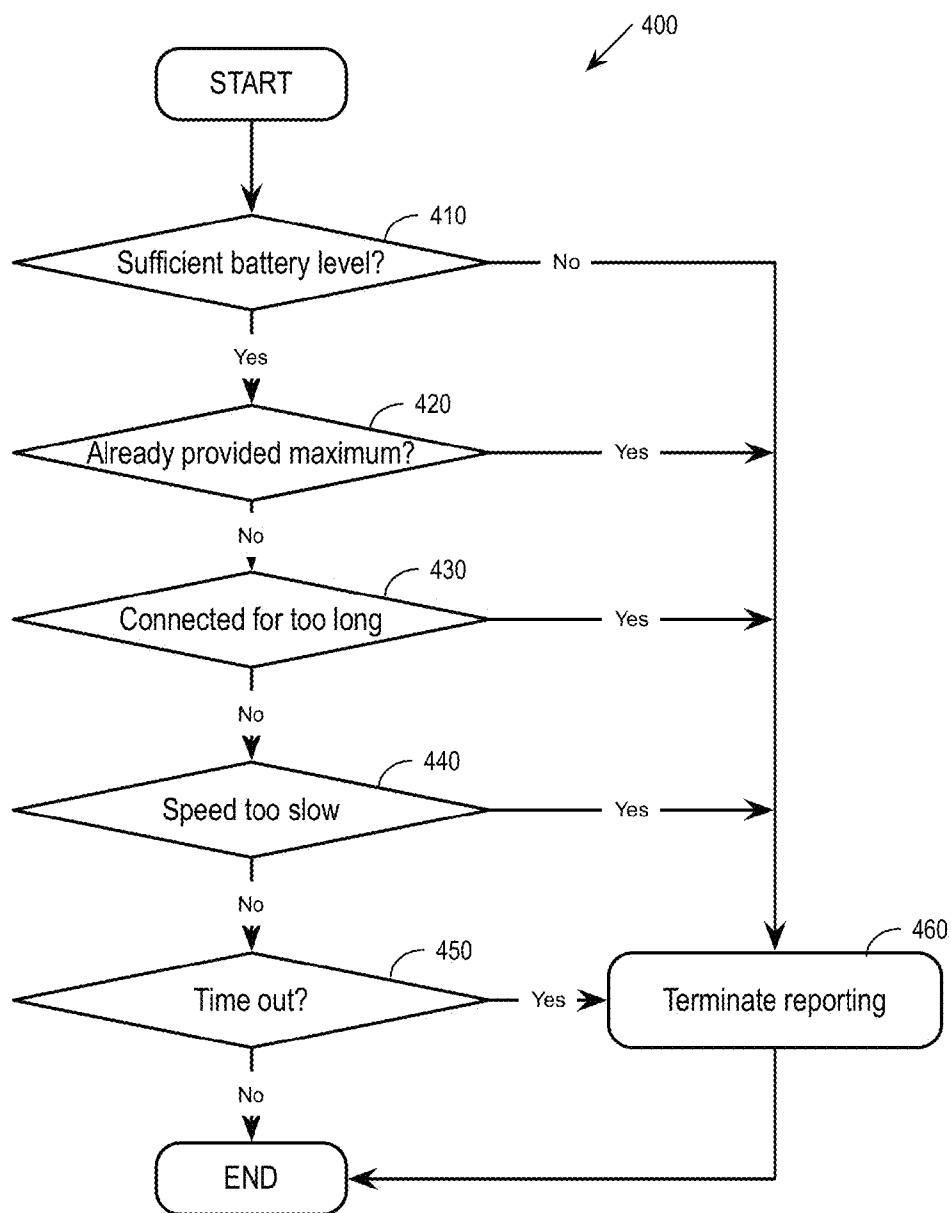 400
START
410
Sufficient battery level?
No
Yes
420
Already provided maximum?
Yes
No
430
Connected for too long
Yes
No
440
Speed too slow
Yes
No
450
460
Time out?
Yes
Terminate reporting
No
END